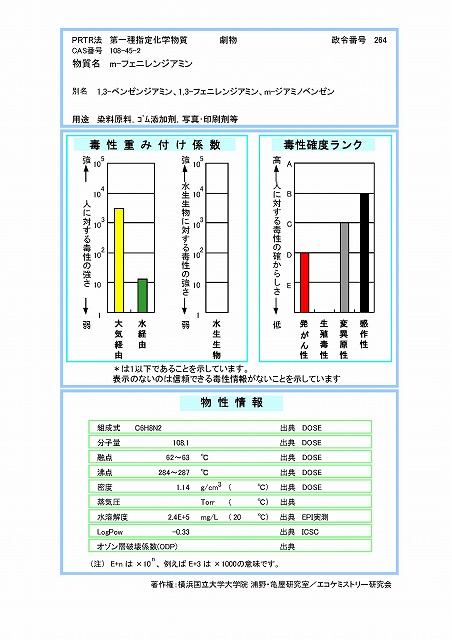 PRTR法 第一種指定化学物質 劇物 政令番号 264
CAS番号 108-45-2
物質名 m-フェニレンジアミン
別名 1,3-ベンゼンジアミン、1,3-フェニレンジアミン、m-ジアミノベンゼン
用途 染料原料, ゴム添加剤, 写真・印刷剤等
毒性重み付け係数
強 人に対する毒性の強さ 弱
10^5
10^4
10^3
10^2
10
1
大気経由 水経由
強 水生生物に対する毒性の強さ 弱
10^5
10^4
10^3
10^2
10
1
水生生物
毒性確度ランク
高 人に対する毒性の確からしさ 低
A
B
C
D
E
発がん性 生殖毒性 変異原性 感作性
*は1以下であることを示しています。
表示のないのは信頼できる毒性情報がないことを示しています
物性情報
組成式 C6H8N2 出典 DOSE
分子量 108.1 出典 DOSE
融点 62~63 ℃ 出典 DOSE
沸点 284~287 ℃ 出典 DOSE
密度 1.14 g/cm3 ( ℃) 出典 DOSE
蒸気圧 Torr ( ℃) 出典
水溶解度 2.4E+5 mg/L (20 ℃) 出典 EPI実測
LogPow -0.33 出典 ICSC
オゾン層破壊係数(ODP) 出典
(注) E+n は ×10^n、例えば E+3 は ×1000の意味です。
著作権:横浜国立大学大学院 浦野・亀屋研究室/エコケミストリー研究会